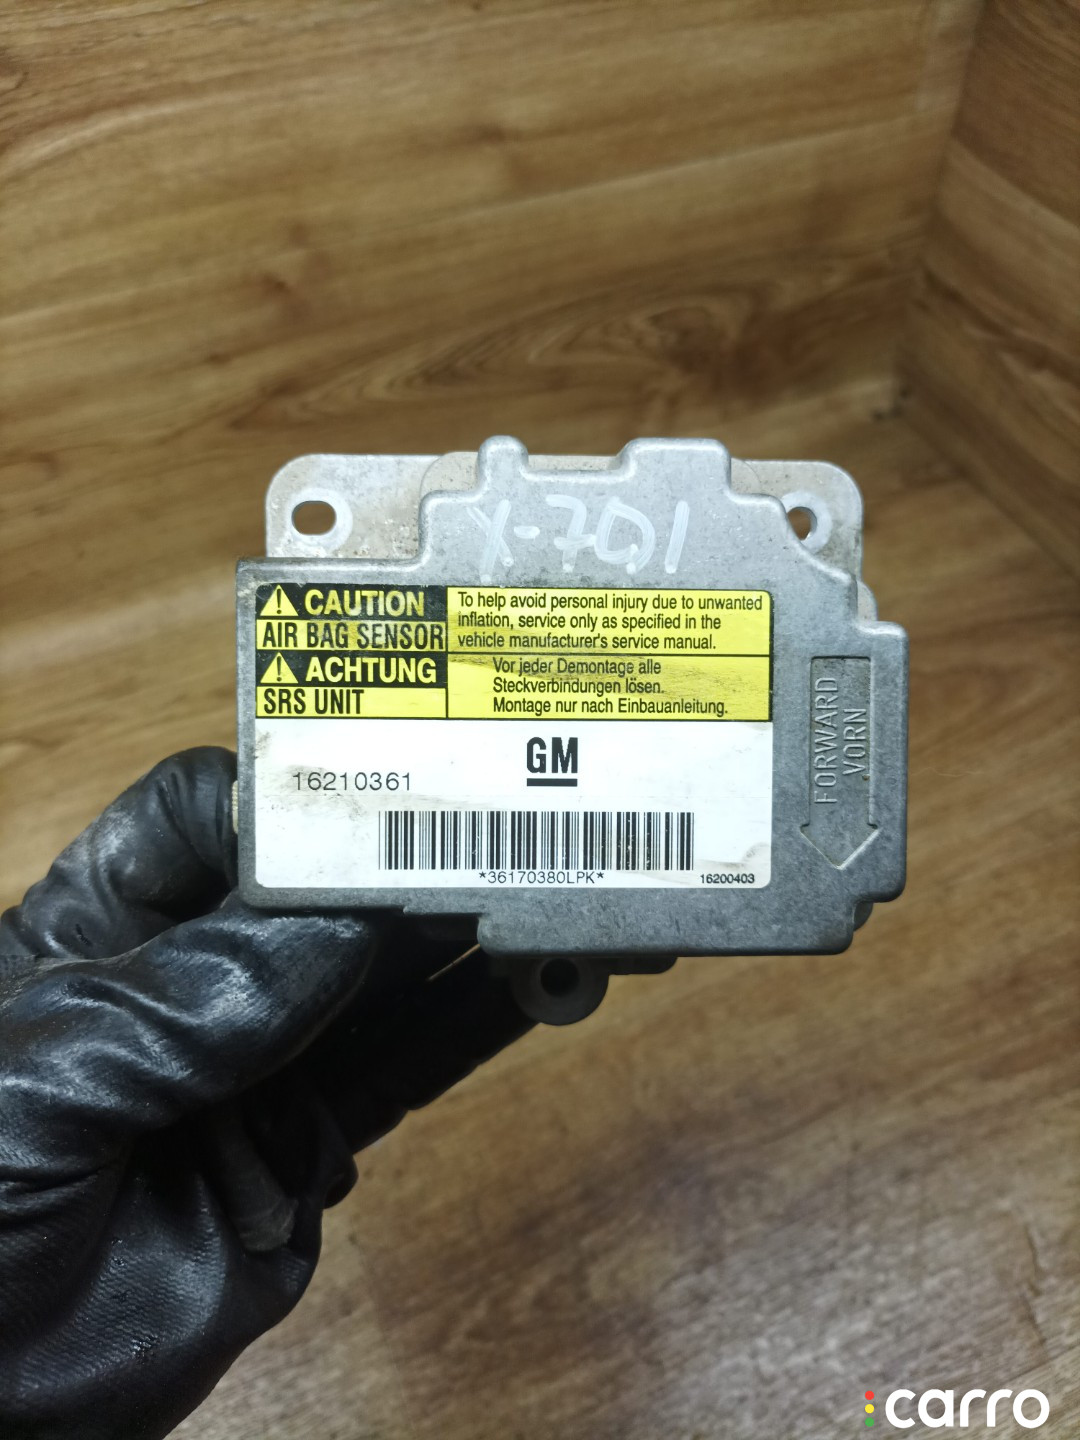 X-701
CAUTION
AIR BAG SENSOR
To help avoid personal injury due to unwanted
inflation, service only as specified in the
vehicle manufacturer's service manual.
ACHTUNG
SRS UNIT
Vor jeder Demontage alle
Steckverbindungen lösen.
Montage nur nach Einbauanleitung.
GM
16210361
*36170380LPK*
16200403
FORWARD
VORN
carro